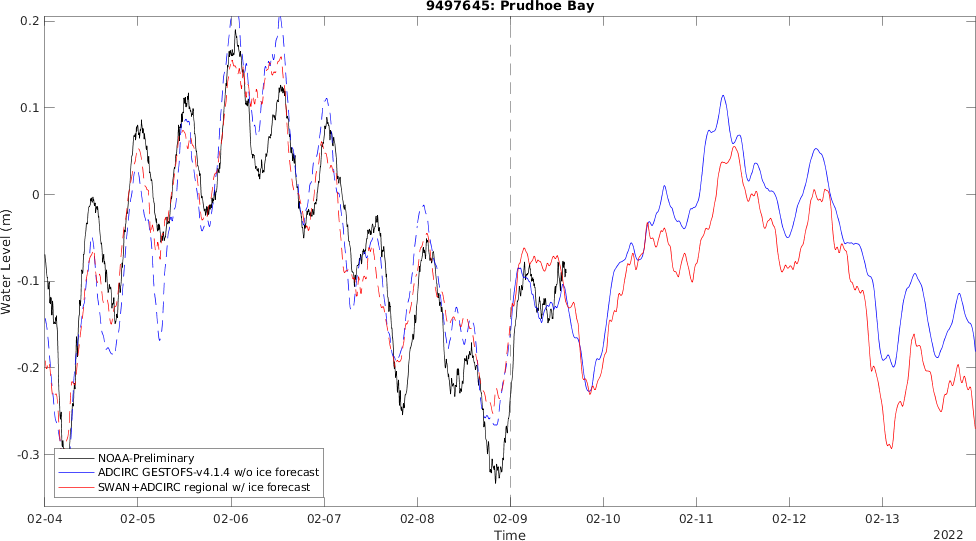 9497645: Prudhoe Bay
0.2
0.1
0
-0.1
-0.2
-0.3
Water Level (m)
NOAA-Preliminary
ADCIRC GESTOFS-v4.1.4 w/o ice forecast
SWAN+ADCIRC regional w/ ice forecast
02-04 02-05 02-06 02-07 02-08 02-09 02-10 02-11 02-12 02-13
Time
2022